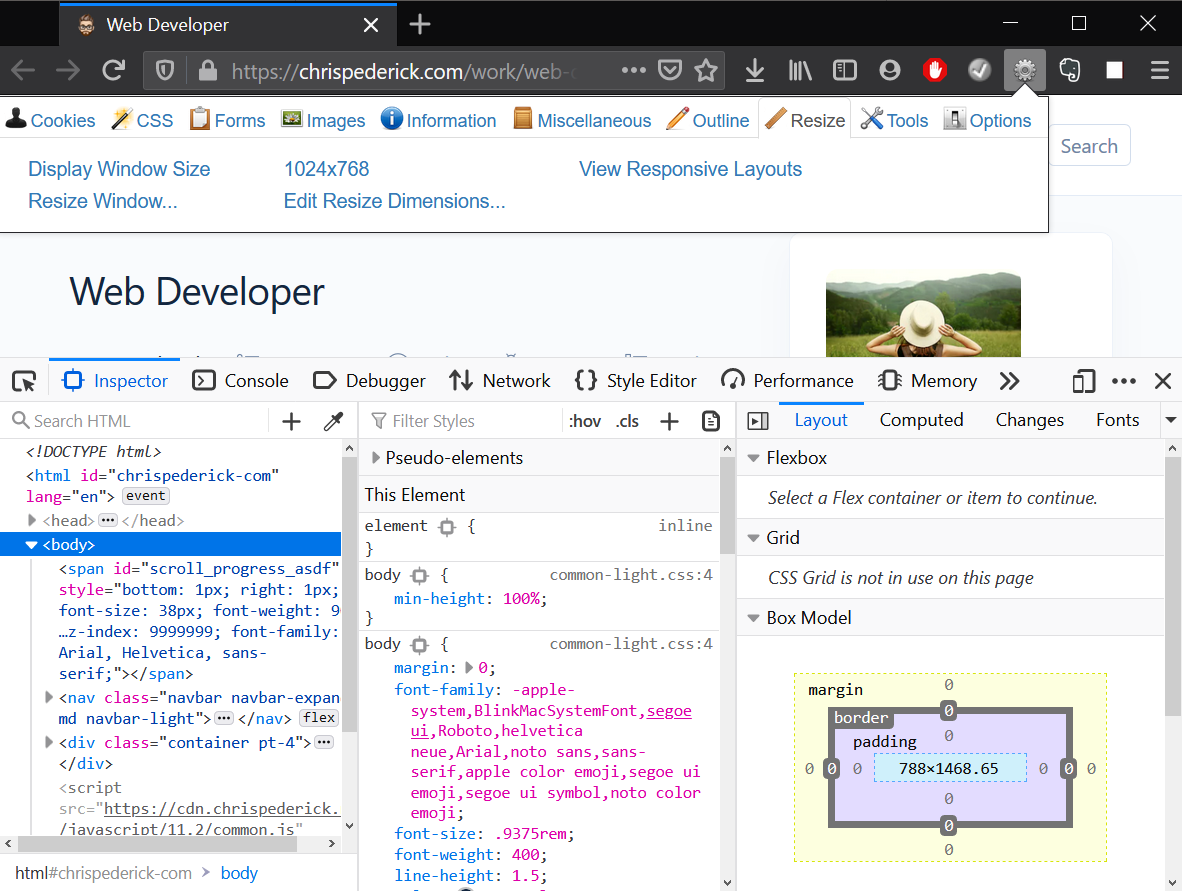 Web Developer
https://chrispederick.com/work/web-
Cookies CSS Forms Images Information Miscellaneous Outline Resize Tools Options
Search
Display Window Size 1024x768 View Responsive Layouts
Resize Window... Edit Resize Dimensions...
Web Developer
Inspector Console Debugger Network Style Editor Performance Memory
Search HTML
<!DOCTYPE html>
<html id="chrispederick-com"
lang="en"> event
<head> ••• </head>
<body>
<span id="scroll_progress_asdf"
style="bottom: 1px; right: 1px;
font-size: 38px; font-weight: 9
…z-index: 9999999; font-family:
Arial, Helvetica, sans-
serif;"></span>
<nav class="navbar navbar-expan
md navbar-light"> ••• </nav> flex
<div class="container pt-4"> •••
</div>
<script
src="https://cdn.chrispederick.
/javascript/11.2/common.js"
html#chrispederick-com > body
Filter Styles :hov .cls
Pseudo-elements
This Element
element { inline
}
body { common-light.css:4
min-height: 100%;
}
body { common-light.css:4
margin: 0;
font-family: -apple-
system,BlinkMacSystemFont,segoe
ui,Roboto,helvetica
neue,Arial,noto sans,sans-
serif,apple color emoji,segoe ui
emoji,segoe ui symbol,noto color
emoji;
font-size: .9375rem;
font-weight: 400;
line-height: 1.5;
Layout Computed Changes Fonts
Flexbox
Select a Flex container or item to continue.
Grid
CSS Grid is not in use on this page
Box Model
margin 0
border 0
padding 0
0 0 0 788×1468.65 0 0 0
0
0
0